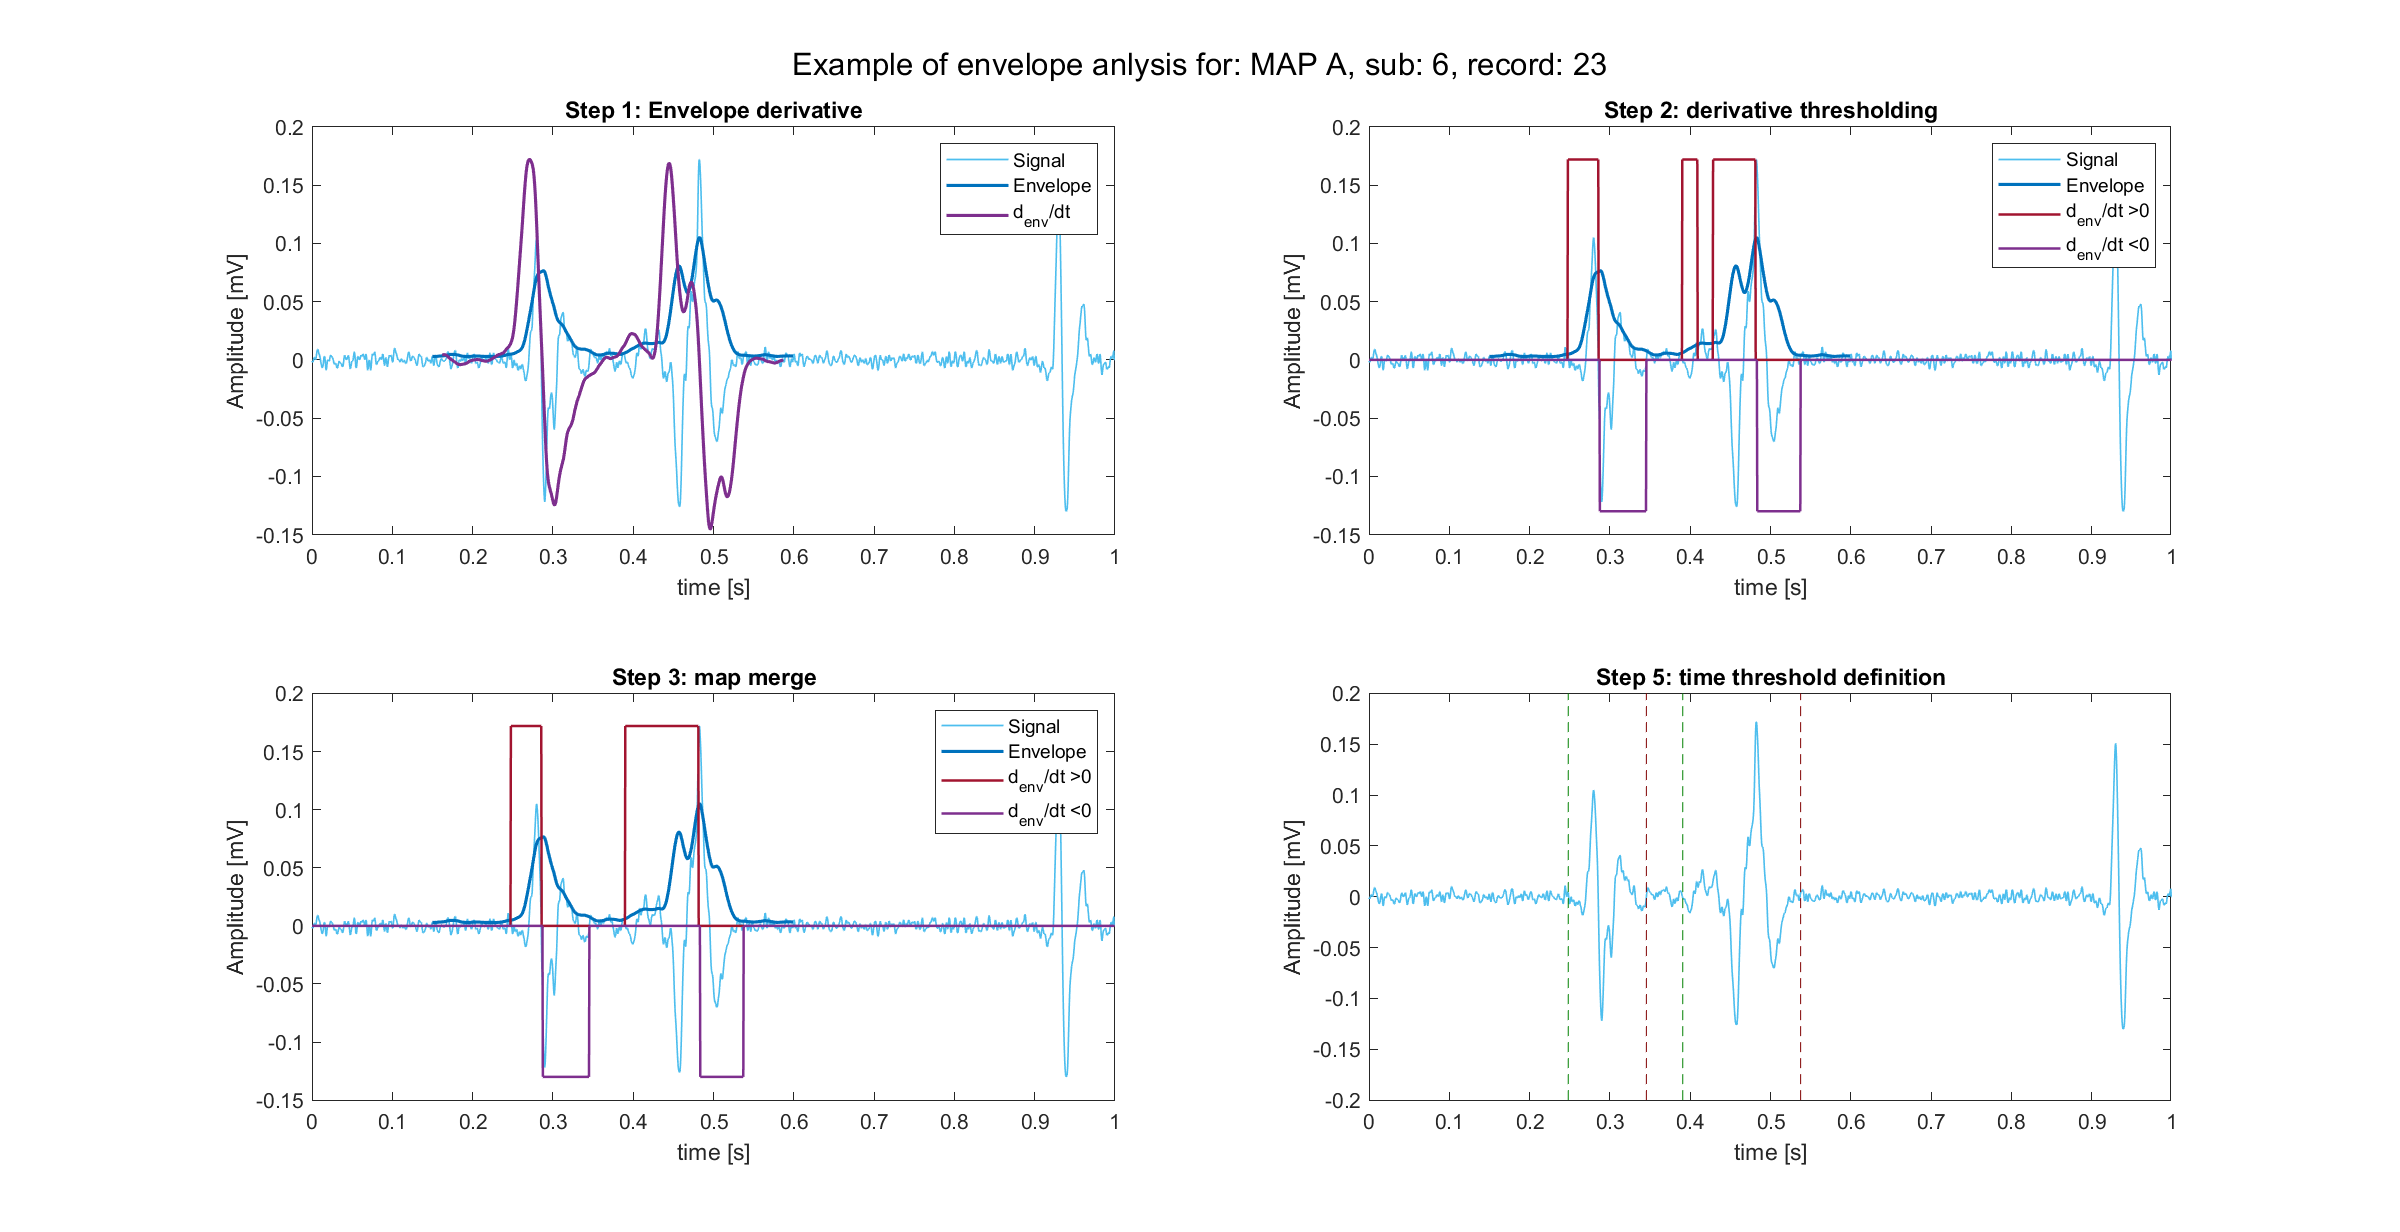 Example of envelope anlysis for: MAP A, sub: 6, record: 23
Step 1: Envelope derivative
0.2
0.15
0.1
0.05
0
-0.05
-0.1
-0.15
Amplitude [mV]
0 0.1 0.2 0.3 0.4 0.5 0.6 0.7 0.8 0.9 1
time [s]
Signal
Envelope
d_env/dt
Step 2: derivative thresholding
0.2
0.15
0.1
0.05
0
-0.05
-0.1
-0.15
Amplitude [mV]
0 0.1 0.2 0.3 0.4 0.5 0.6 0.7 0.8 0.9 1
time [s]
Signal
Envelope
d_env/dt >0
d_env/dt <0
Step 3: map merge
0.2
0.15
0.1
0.05
0
-0.05
-0.1
-0.15
Amplitude [mV]
0 0.1 0.2 0.3 0.4 0.5 0.6 0.7 0.8 0.9 1
time [s]
Signal
Envelope
d_env/dt >0
d_env/dt <0
Step 5: time threshold definition
0.2
0.15
0.1
0.05
0
-0.05
-0.1
-0.15
-0.2
Amplitude [mV]
0 0.1 0.2 0.3 0.4 0.5 0.6 0.7 0.8 0.9 1
time [s]